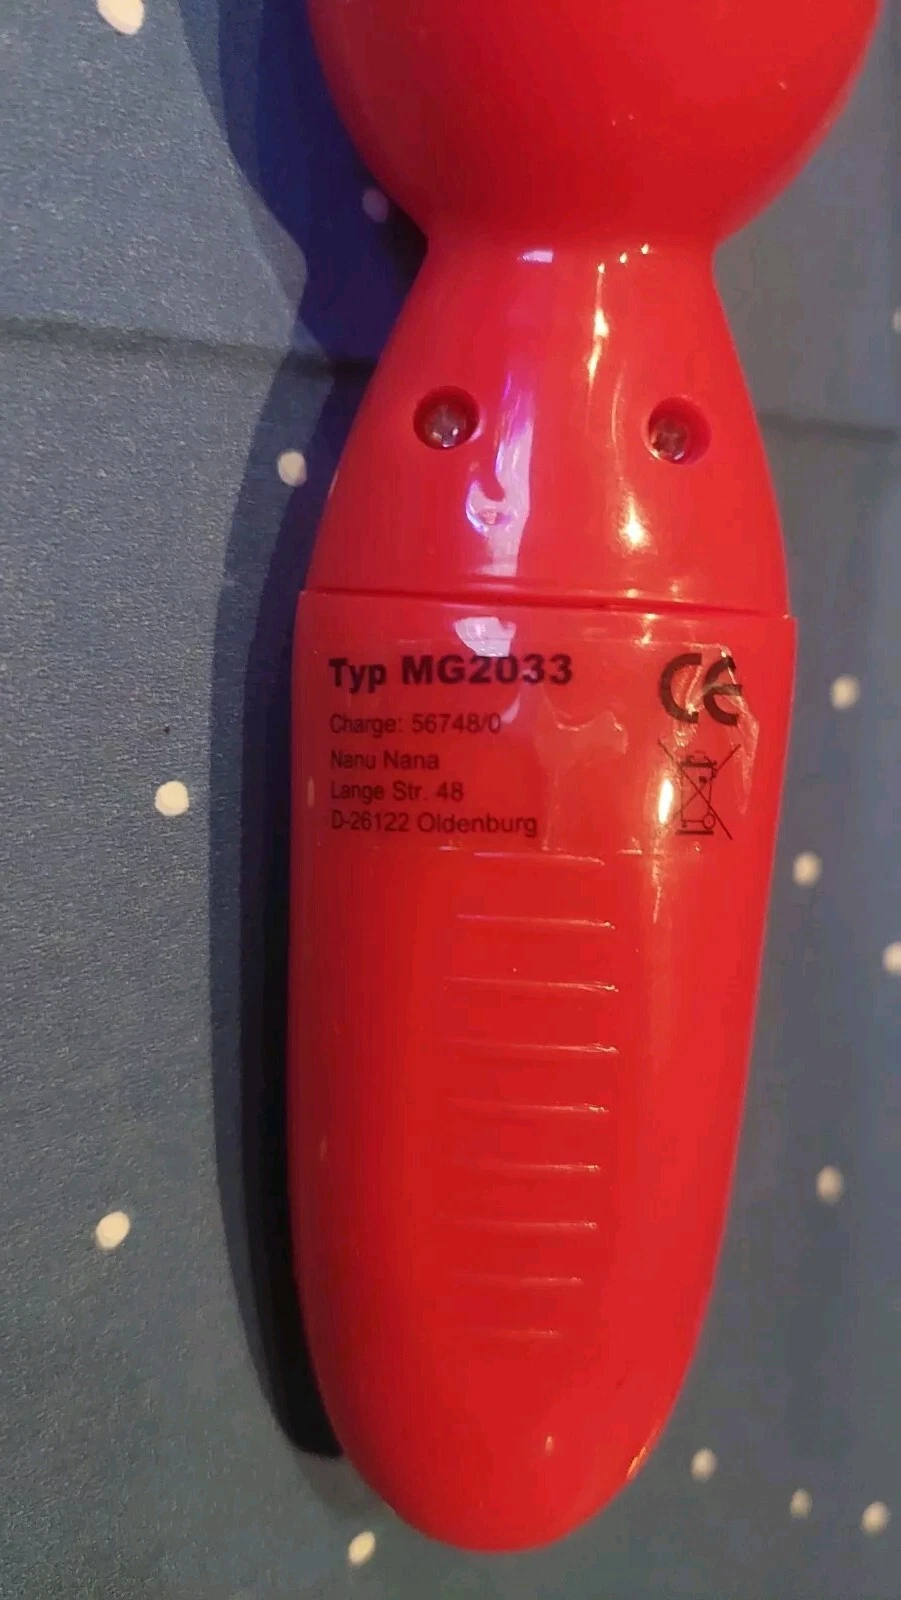 Typ MG2033
CE
Charge: 56748/0
Nanu Nana
Lange Str. 48
D-26122 Oldenburg